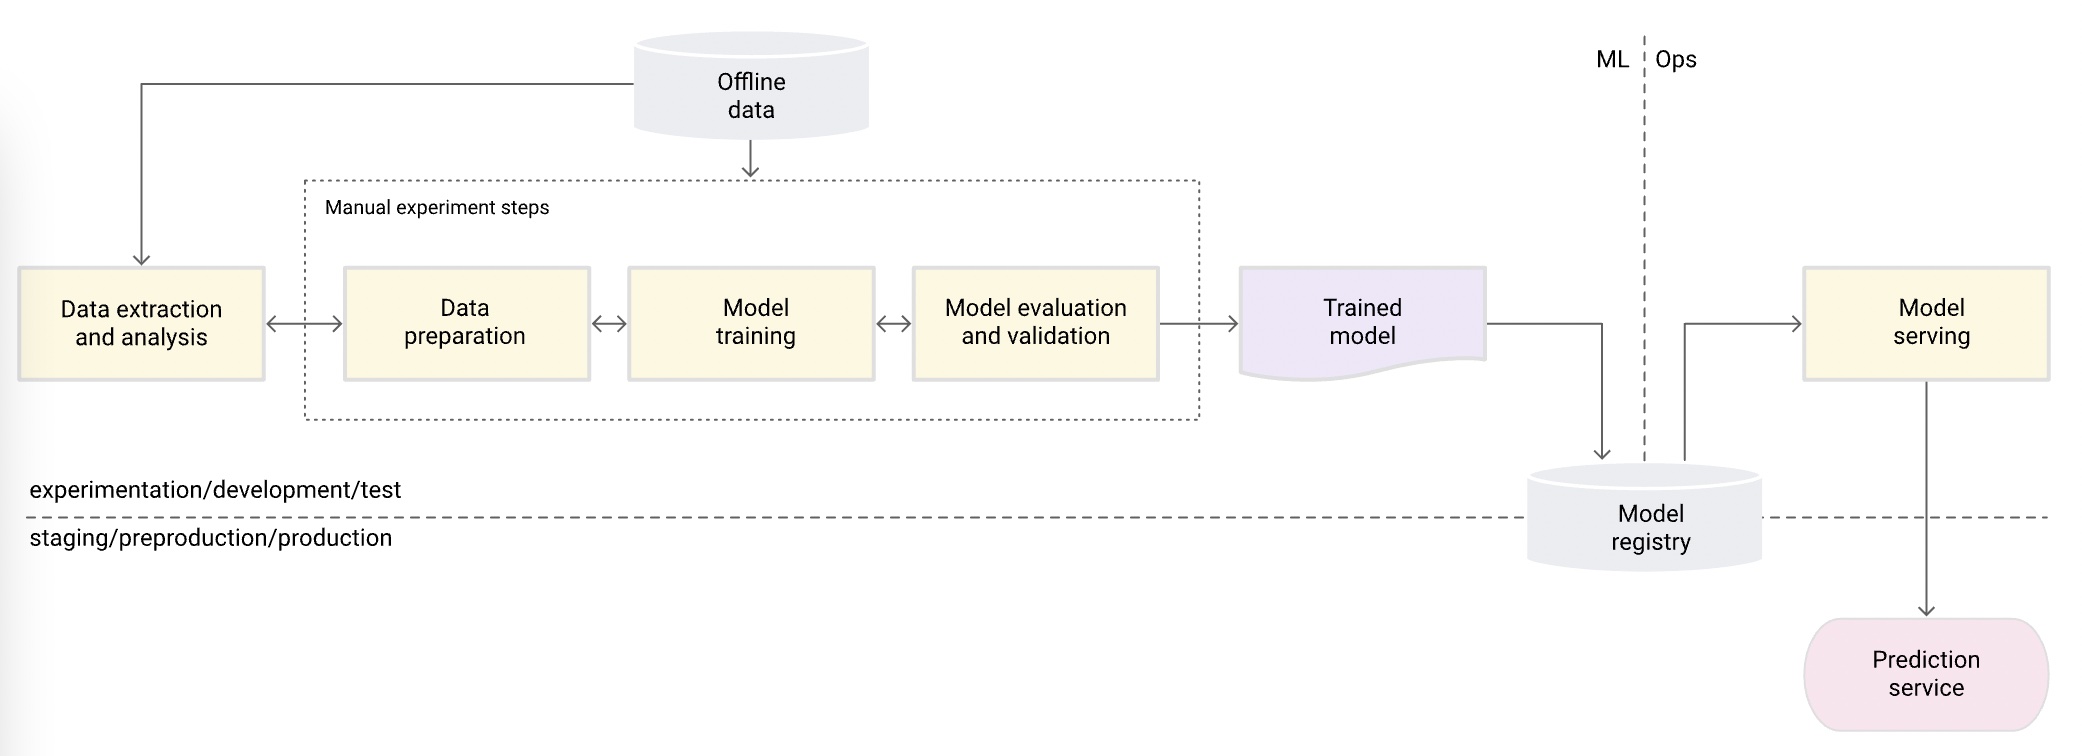 Offline
data
ML
Ops
Manual experiment steps
Data extraction
and analysis
Data
preparation
Model
training
Model evaluation
and validation
Trained
model
Model
serving
experimentation/development/test
staging/preproduction/production
Model
registry
Prediction
service